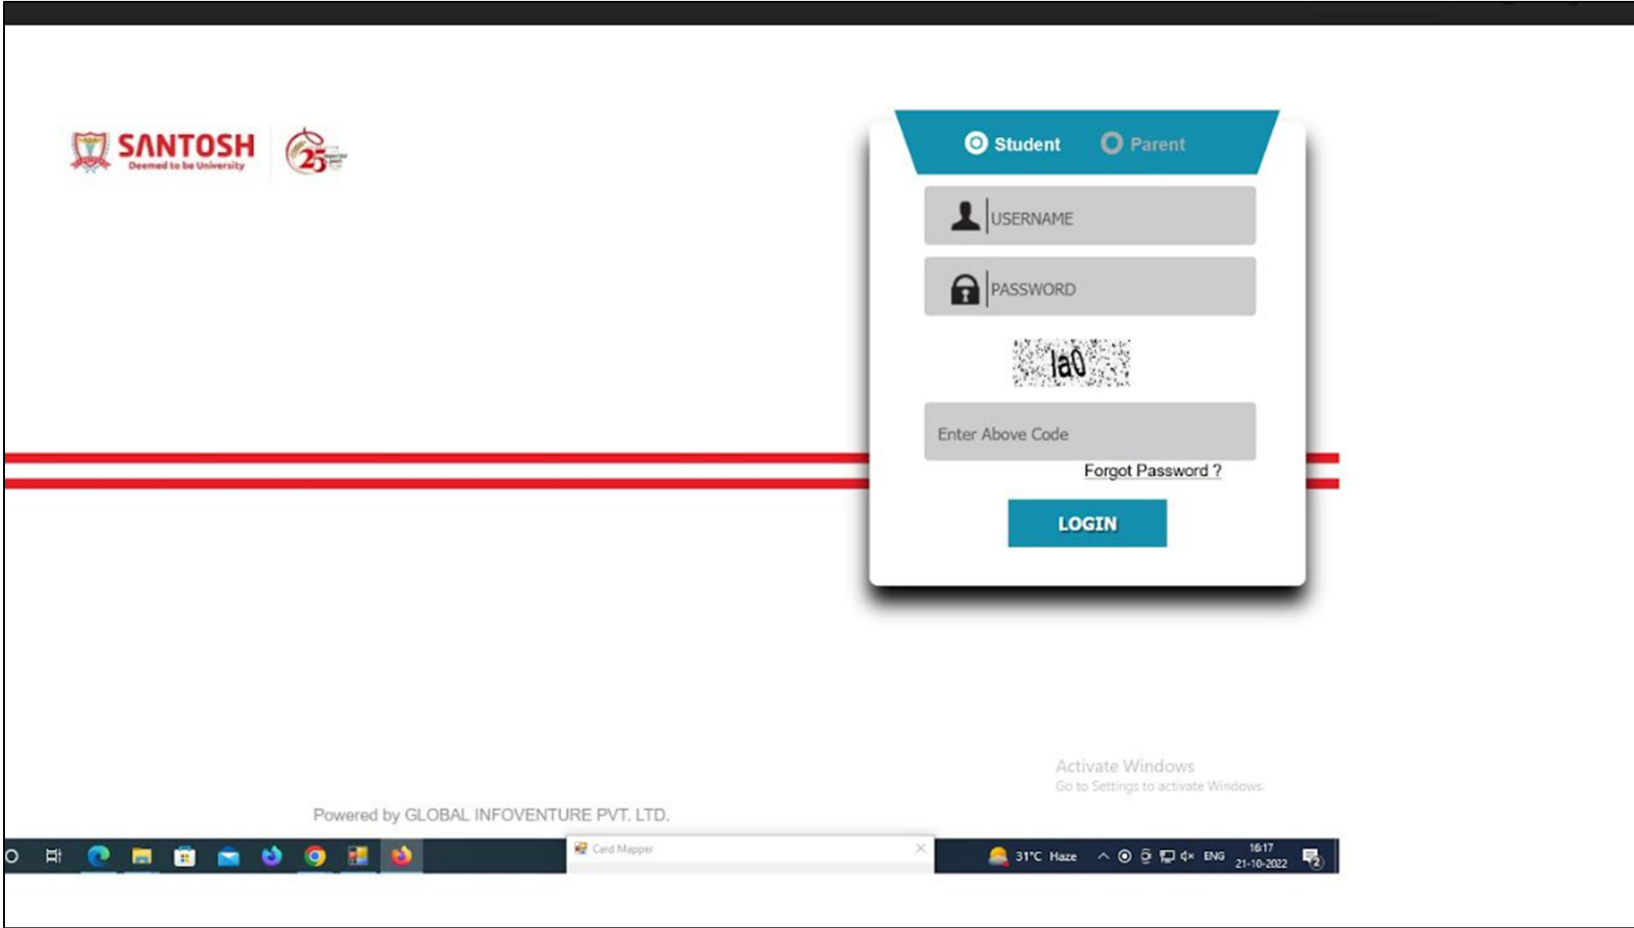 SANTOSH
Deemed to be University
25
Student
Parent
USERNAME
PASSWORD
Enter Above Code
Forgot Password ?
LOGIN
Activate Windows
Go to Settings to activate Windows.
Powered by GLOBAL INFOVENTURE PVT. LTD.
Card Mapper
31°C Haze
ENG
16:17
21-10-2022
2